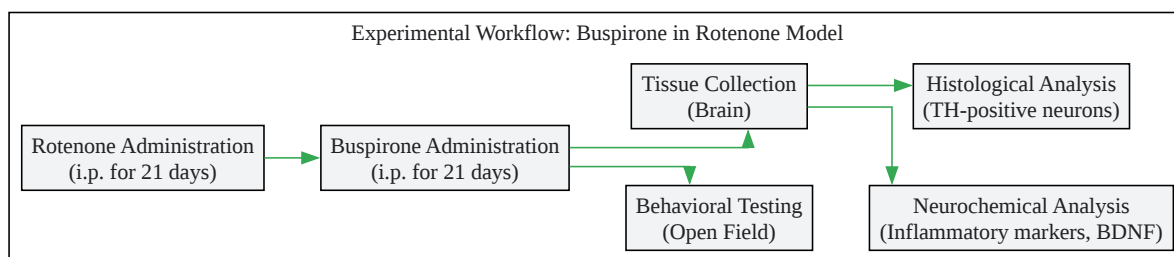 Experimental Workflow: Buspirone in Rotenone Model
Rotenone Administration
(i.p. for 21 days)
Buspirone Administration
(i.p. for 21 days)
Tissue Collection
(Brain)
Behavioral Testing
(Open Field)
Histological Analysis
(TH-positive neurons)
Neurochemical Analysis
(Inflammatory markers, BDNF)